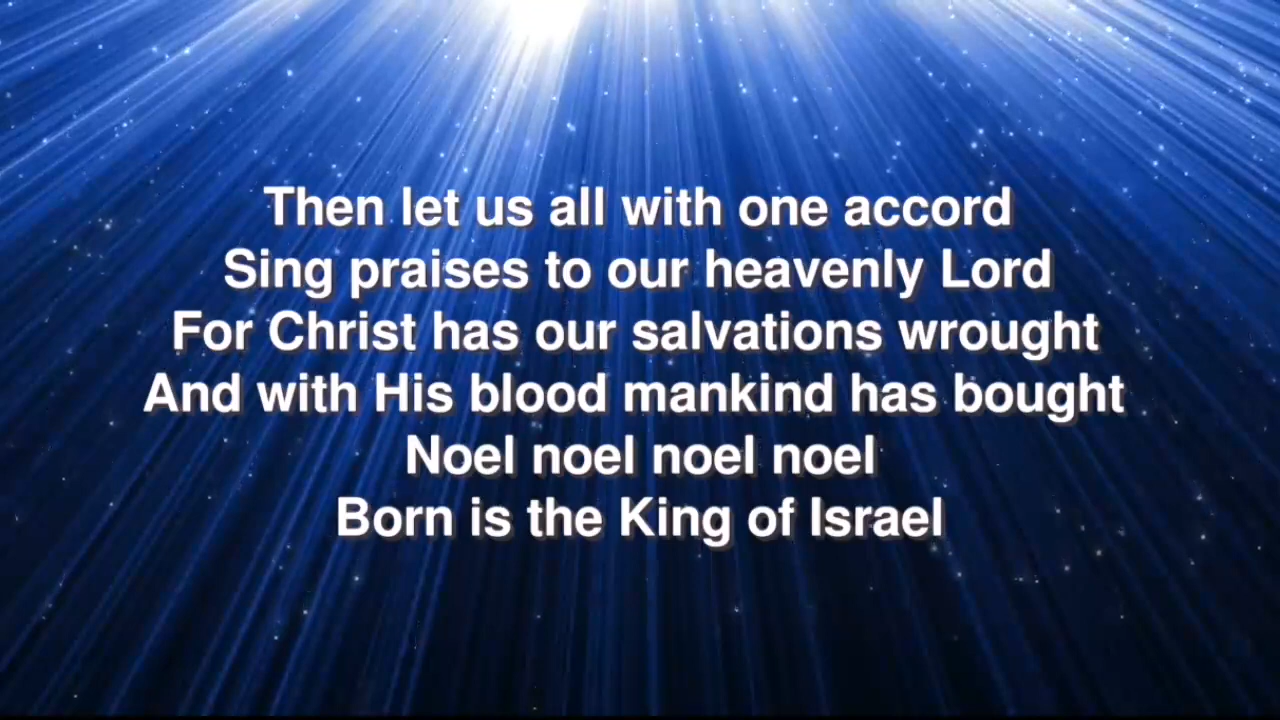 Then let us all with one accord
Sing praises to our heavenly Lord
For Christ has our salvations wrought
And with His blood mankind has bought
Noel noel noel noel
Born is the King of Israel